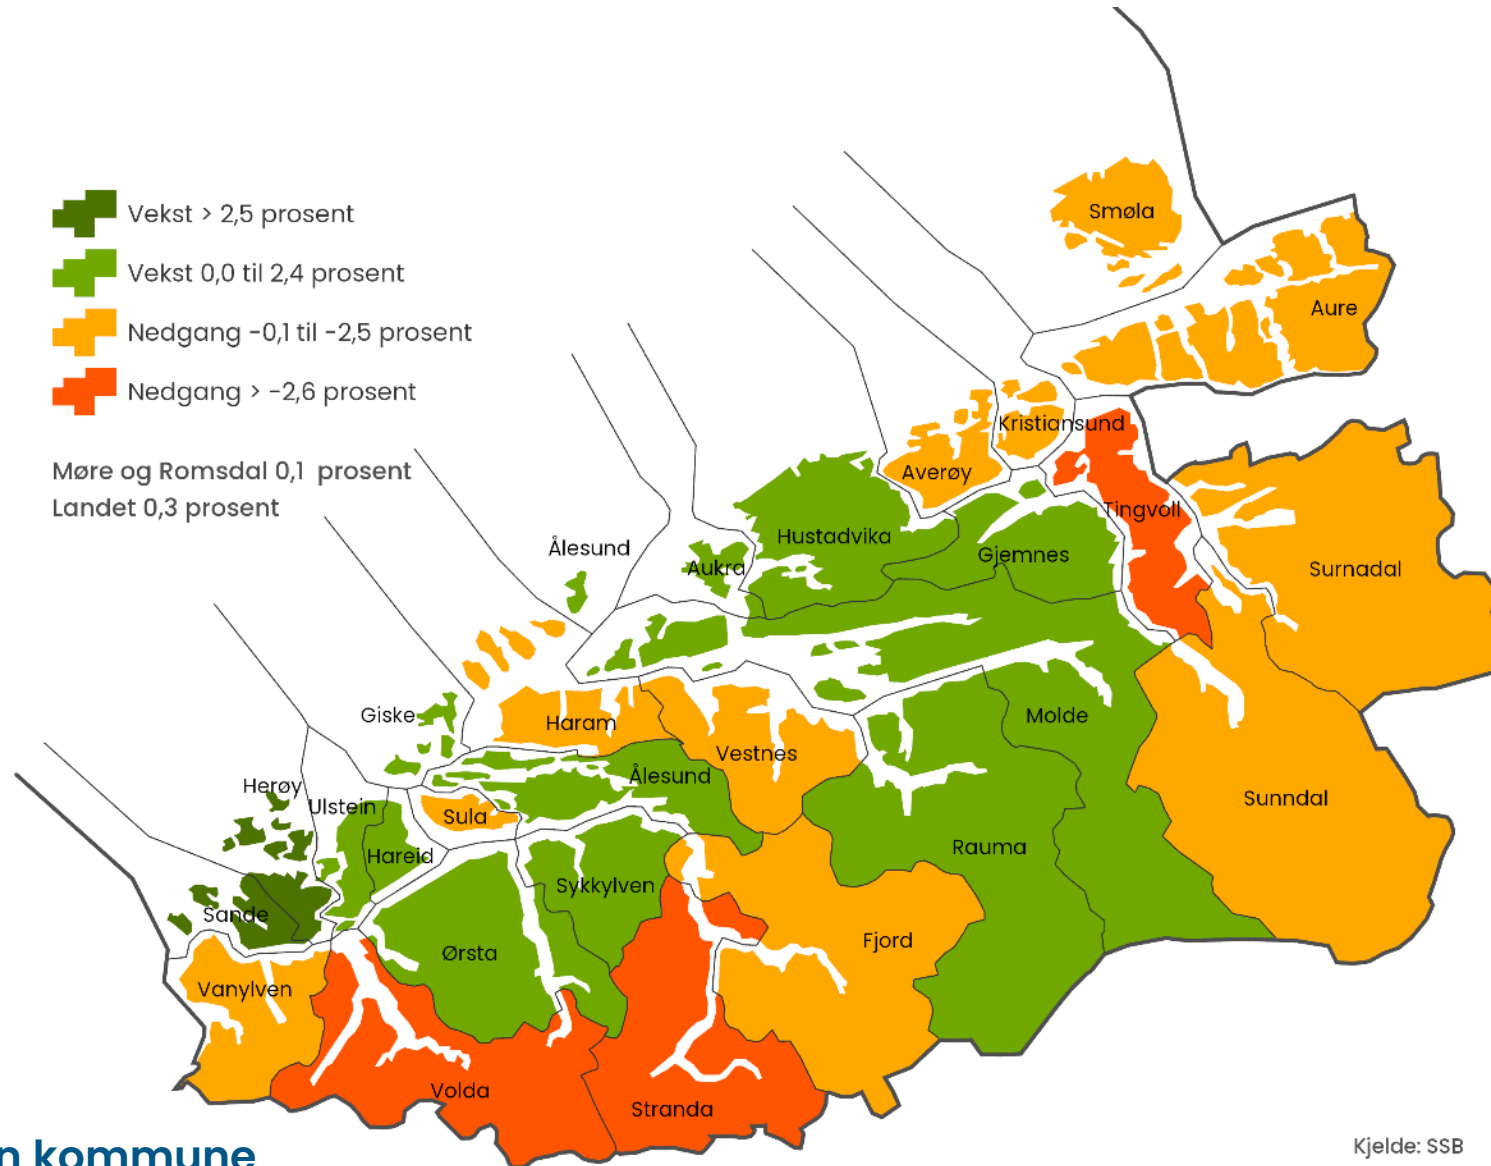 Vekst > 2,5 prosent
Vekst 0,0 til 2,4 prosent
Nedgang -0,1 til -2,5 prosent
Nedgang > -2,6 prosent
Møre og Romsdal 0,1 prosent
Landet 0,3 prosent
Smøla
Aure
Kristiansund
Averøy
Tingvoll
Hustadvika
Ålesund
Gjemnes
Aukra
Surnadal
Giske
Haram
Molde
Vestnes
Ålesund
Herøy
Ulstein
Sula
Sunndal
Hareid
Rauma
Sykkylven
Sande
Fjord
Ørsta
Vanylven
Volda
Stranda
n kommune
Kjelde: SSB